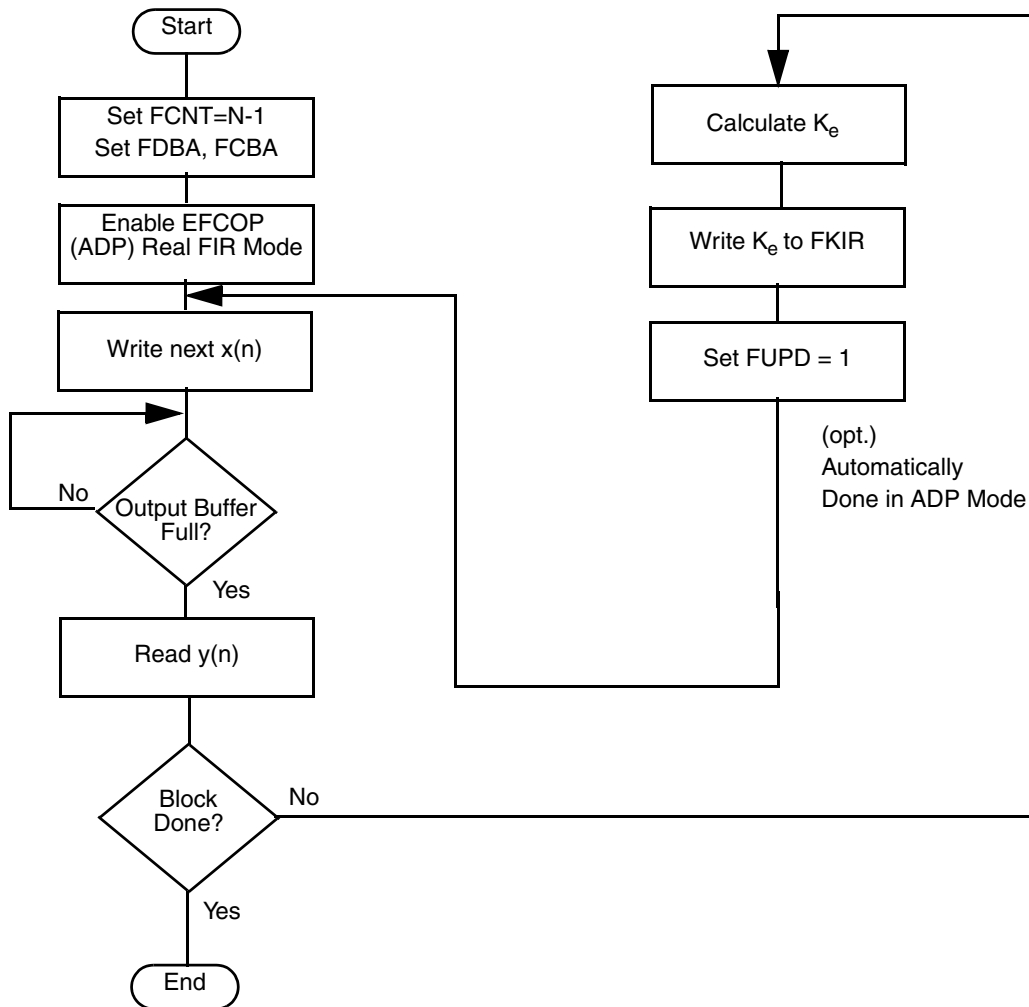 Start
Set FCNT=N-1
Set FDBA, FCBA
Enable EFCOP
(ADP) Real FIR Mode
Write next x(n)
No
Output Buffer
Full?
Yes
Read y(n)
Block
Done?
No
Yes
End
Calculate Ke
Write Ke to FKIR
Set FUPD = 1
(opt.)
Automatically
Done in ADP Mode